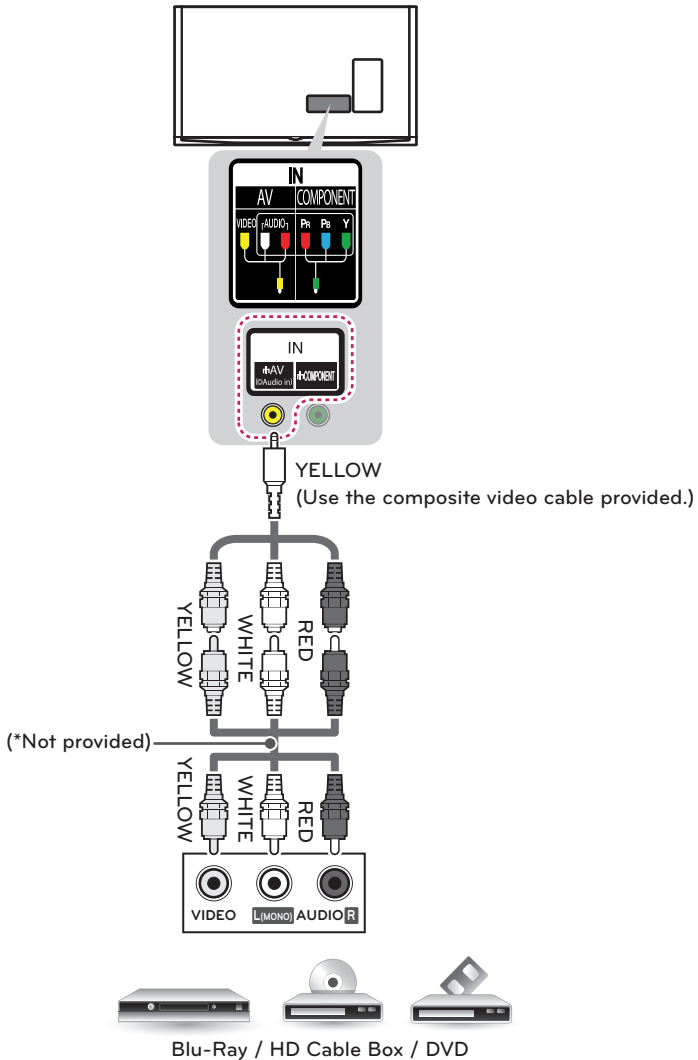 IN
AV COMPONENT
VIDEO AUDIO PR PB Y
IN
AV COMPONENT
(Audio in)
YELLOW
(Use the composite video cable provided.)
YELLOW WHITE RED
(*Not provided)
YELLOW WHITE RED
VIDEO L(MONO) AUDIO R
Blu-Ray / HD Cable Box / DVD